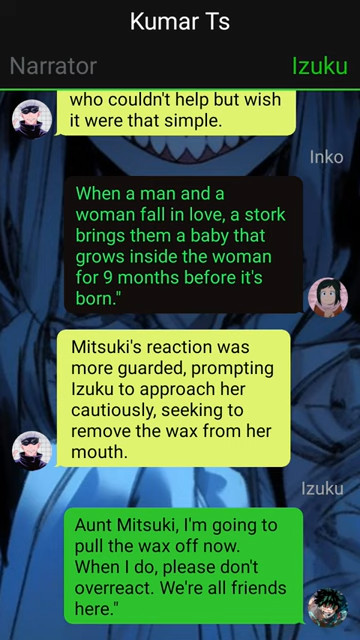 Kumar Ts
Narrator
Izuku
who couldn't help but wish
it were that simple.
Inko
When a man and a
woman fall in love, a stork
brings them a baby that
grows inside the woman
for 9 months before it's
born."
Mitsuki's reaction was
more guarded, prompting
Izuku to approach her
cautiously, seeking to
remove the wax from her
mouth.
Izuku
Aunt Mitsuki, I'm going to
pull the wax off now.
When I do, please don't
overreact. We're all friends
here."